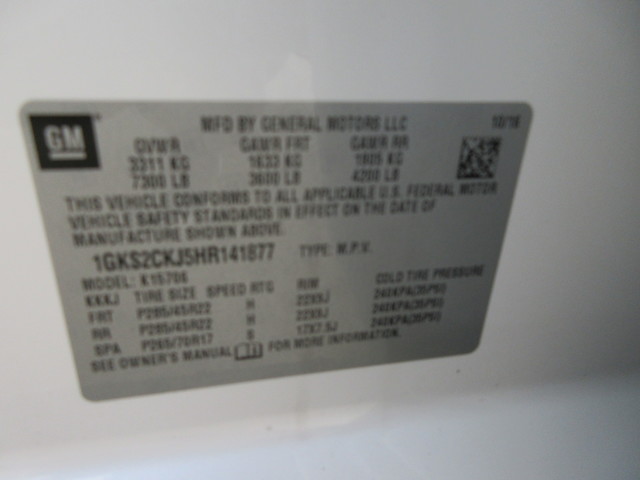 GM
MFD BY GENERAL MOTORS LLC 10/16
GVWR GAWR FRT GAWR RR
3311 KG 1633 KG 1905 KG
7300 LB 3600 LB 4200 LB
THIS VEHICLE CONFORMS TO ALL APPLICABLE U.S. FEDERAL MOTOR
VEHICLE SAFETY STANDARDS IN EFFECT ON THE DATE OF
MANUFACTURE SHOWN ABOVE.
1GKS2CKJ5HR141877 TYPE: M.P.V.
MODEL: K15706
KKKJ TIRE SIZE SPEED RTG RIM COLD TIRE PRESSURE
FRT P285/45R22 H 22X9J 240KPA(35PSI)
RR P285/45R22 H 22X9J 240KPA(35PSI)
SPA P265/70R17 S 17X7.5J 240KPA(35PSI)
SEE OWNER'S MANUAL FOR MORE INFORMATION.